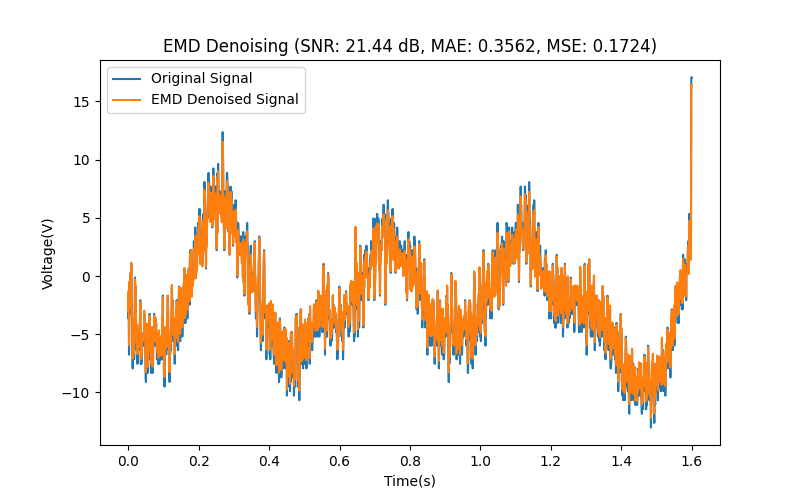 EMD Denoising (SNR: 21.44 dB, MAE: 0.3562, MSE: 0.1724)
Original Signal
EMD Denoised Signal
15
10
5
0
−5
−10
Voltage(V)
0.0 0.2 0.4 0.6 0.8 1.0 1.2 1.4 1.6
Time(s)